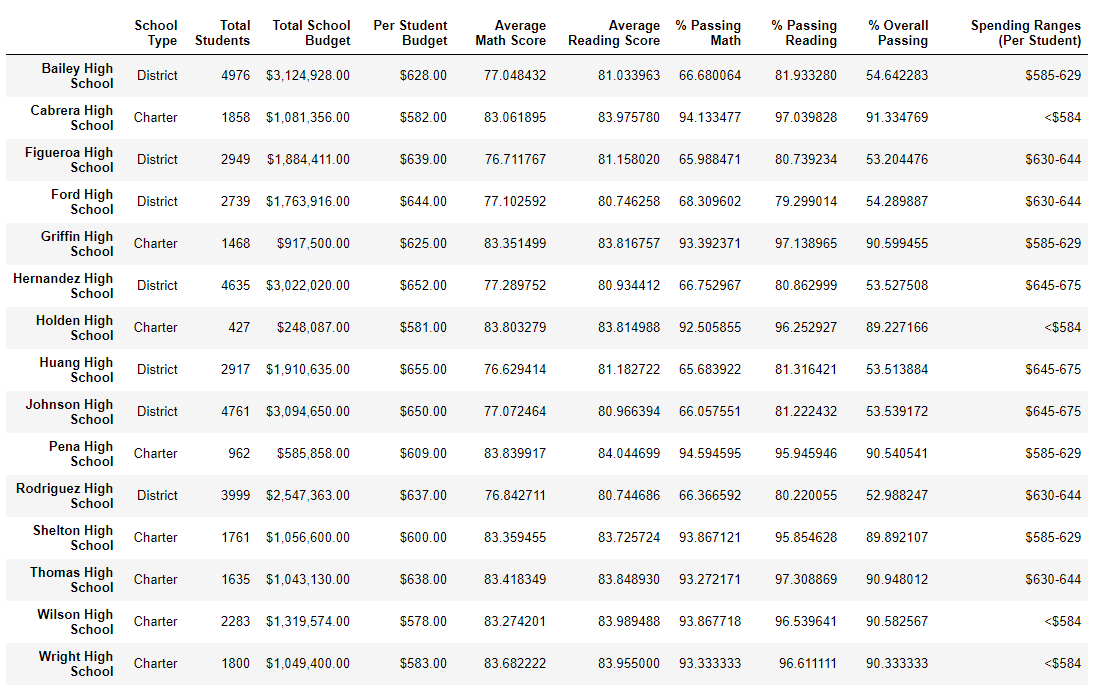 School Type Total Students Total School Budget Per Student Budget Average Math Score Average Reading Score % Passing Math % Passing Reading % Overall Passing Spending Ranges (Per Student)
Bailey High School District 4976 $3,124,928.00 $628.00 77.048432 81.033963 66.680064 81.933280 54.642283 $585-629
Cabrera High School Charter 1858 $1,081,356.00 $582.00 83.061895 83.975780 94.133477 97.039828 91.334769 <$584
Figueroa High School District 2949 $1,884,411.00 $639.00 76.711767 81.158020 65.988471 80.739234 53.204476 $630-644
Ford High School District 2739 $1,763,916.00 $644.00 77.102592 80.746258 68.309602 79.299014 54.289887 $630-644
Griffin High School Charter 1468 $917,500.00 $625.00 83.351499 83.816757 93.392371 97.138965 90.599455 $585-629
Hernandez High School District 4635 $3,022,020.00 $652.00 77.289752 80.934412 66.752967 80.862999 53.527508 $645-675
Holden High School Charter 427 $248,087.00 $581.00 83.803279 83.814988 92.505855 96.252927 89.227166 <$584
Huang High School District 2917 $1,910,635.00 $655.00 76.629414 81.182722 65.683922 81.316421 53.513884 $645-675
Johnson High School District 4761 $3,094,650.00 $650.00 77.072464 80.966394 66.057551 81.222432 53.539172 $645-675
Pena High School Charter 962 $585,858.00 $609.00 83.839917 84.044699 94.594595 95.945946 90.540541 $585-629
Rodriguez High School District 3999 $2,547,363.00 $637.00 76.842711 80.744686 66.366592 80.220055 52.988247 $630-644
Shelton High School Charter 1761 $1,056,600.00 $600.00 83.359455 83.725724 93.867121 95.854628 89.892107 $585-629
Thomas High School Charter 1635 $1,043,130.00 $638.00 83.418349 83.848930 93.272171 97.308869 90.948012 $630-644
Wilson High School Charter 2283 $1,319,574.00 $578.00 83.274201 83.989488 93.867718 96.539641 90.582567 <$584
Wright High School Charter 1800 $1,049,400.00 $583.00 83.682222 83.955000 93.333333 96.611111 90.333333 <$584